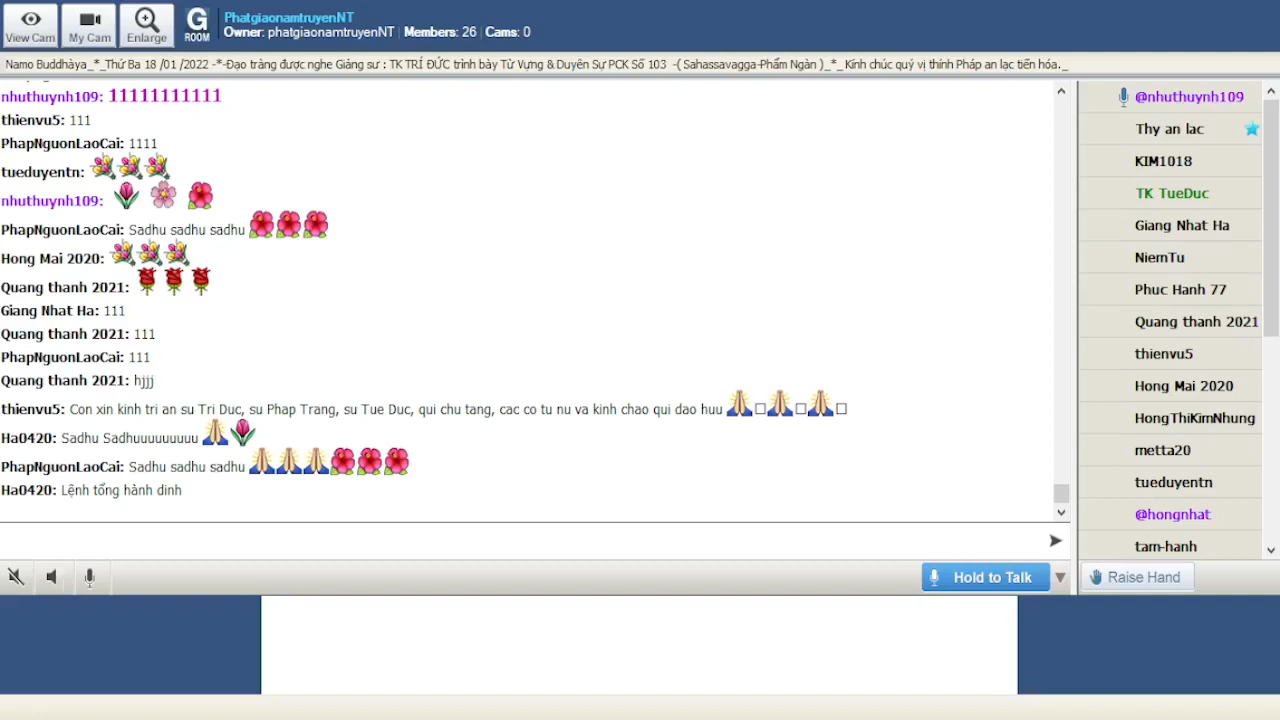 View Cam
My Cam
Enlarge
G ROOM
PhatgiaonamtruyenNT
Owner: phatgiaonamtruyenNT | Members: 26 | Cams: 0
Namo Buddhàya_*_Thứ Ba 18 /01 /2022 -*-Đạo tràng được nghe Giảng sư : TK TRÍ ĐỨC trình bày Từ Vựng & Duyên Sự PCK Số 103 -( Sahassavagga-Phẩm Ngàn )_*_ Kính chúc quý vị thính Pháp an lạc tiến hóa._
nhuthuynh109: 11111111111
thienvu5: 111
PhapNguonLaoCai: 1111
tueduyentn:
nhuthuynh109:
PhapNguonLaoCai: Sadhu sadhu sadhu
Hong Mai 2020:
Quang thanh 2021:
Giang Nhat Ha: 111
Quang thanh 2021: 111
PhapNguonLaoCai: 111
Quang thanh 2021: hjjj
thienvu5: Con xin kinh tri an su Tri Duc, su Phap Trang, su Tue Duc, qui chu tang, cac co tu nu va kinh chao qui dao huu
Ha0420: Sadhu Sadhuuuuuuuuu
PhapNguonLaoCai: Sadhu sadhu sadhu
Ha0420: Lệnh tổng hành dinh
Hold to Talk
@nhuthuynh109
Thy an lac
KIM1018
TK TueDuc
Giang Nhat Ha
NiemTu
Phuc Hanh 77
Quang thanh 2021
thienvu5
Hong Mai 2020
HongThiKimNhung
metta20
tueduyentn
@hongnhat
tam-hanh
Raise Hand